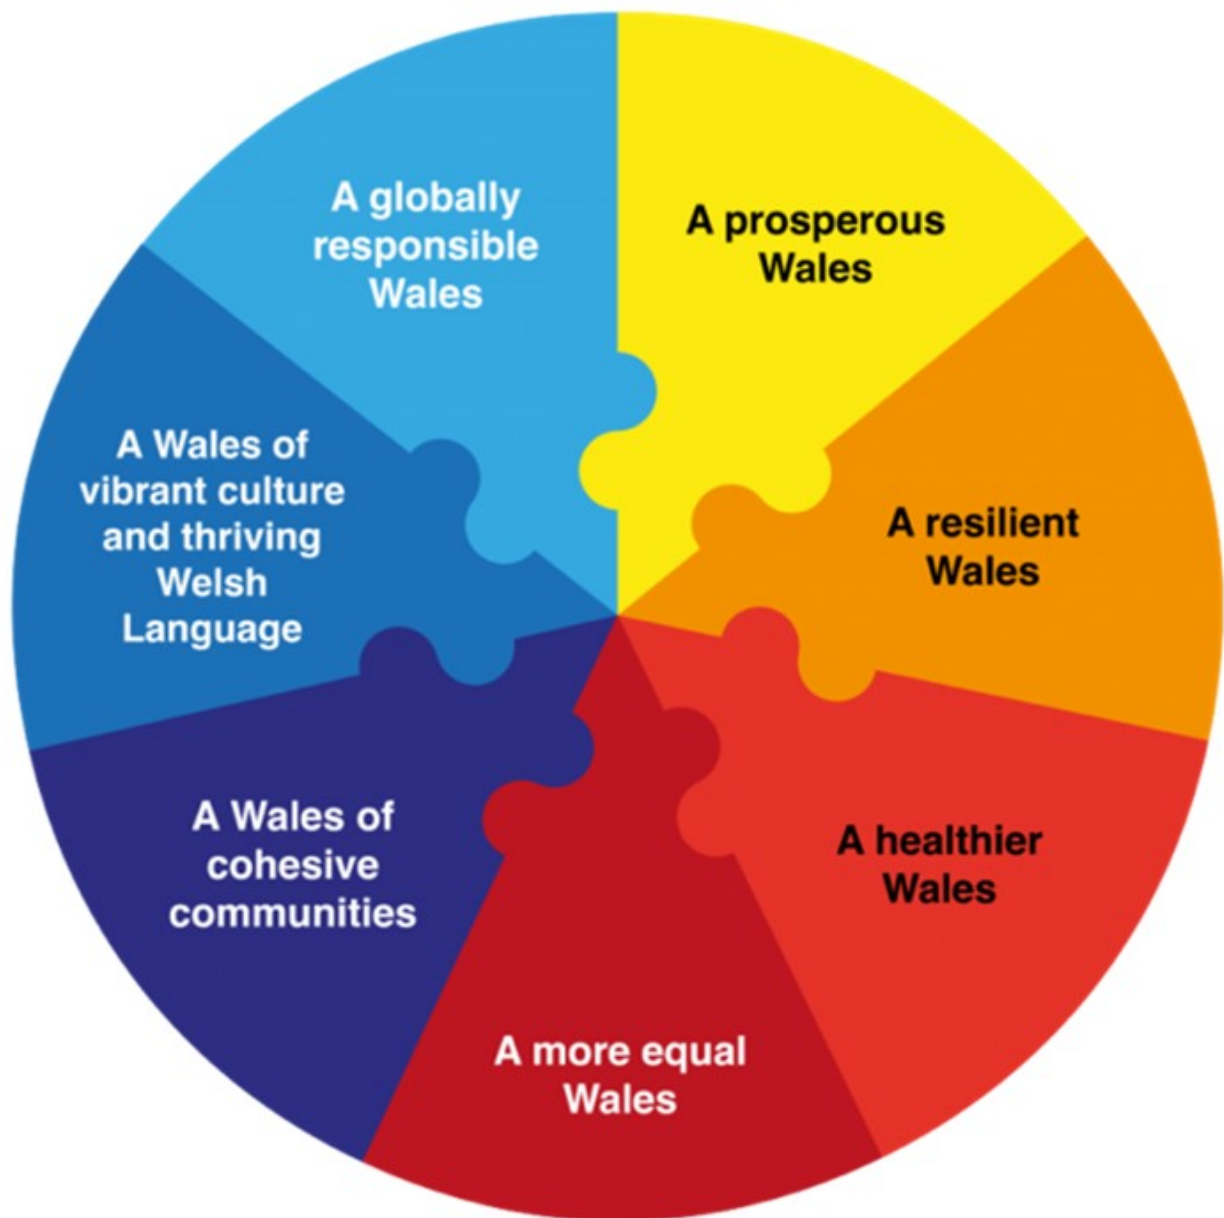 A prosperous
Wales
A resilient
Wales
A healthier
Wales
A more equal
Wales
A Wales of
cohesive
communities
A Wales of
vibrant culture
and thriving
Welsh
Language
A globally
responsible
Wales